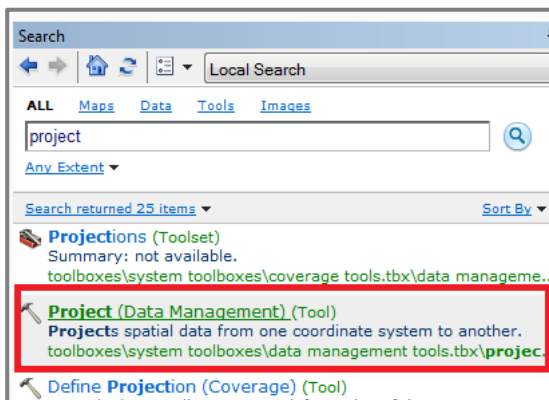 Search
Local Search
ALL Maps Data Tools Images
project
Any Extent
Search returned 25 items Sort By
Projections (Toolset)
Summary: not available.
toolboxes\system toolboxes\coverage tools.tbx\data manageme..
Project (Data Management) (Tool)
Projects spatial data from one coordinate system to another.
toolboxes\system toolboxes\data management tools.tbx\projec..
Define Projection (Coverage) (Tool)